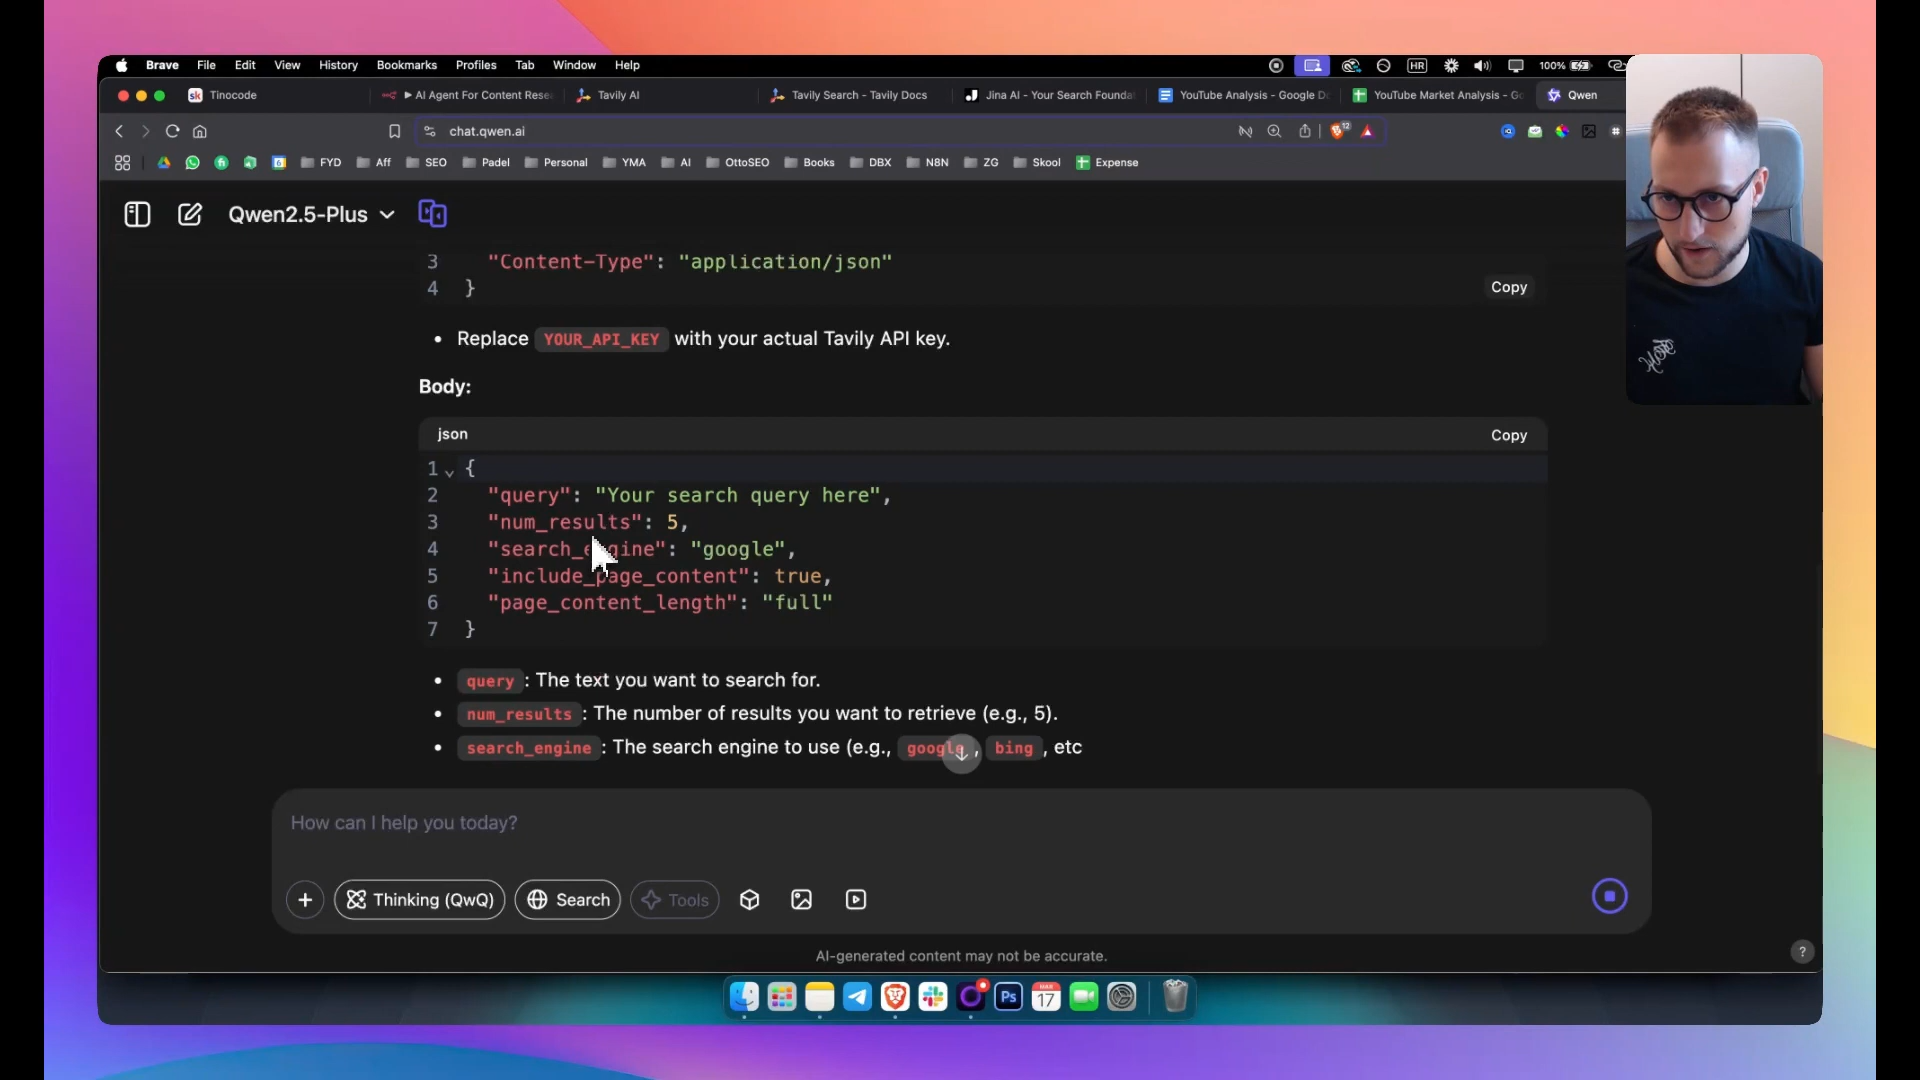 Brave File Edit View History Bookmarks Profiles Tab Window Help HR 100%
sk Tinocode AI Agent For Content Rese Tavily AI Tavily Search - Tavily Docs Jina AI - Your Search Founda YouTube Analysis - Google D YouTube Market Analysis - Go Qwen
chat.qwen.ai 12
FYD Aff SEO Padel Personal YMA AI OttoSEO Books DBX N8N ZG Skool Expense
Qwen2.5-Plus
3 "Content-Type": "application/json"
4 }
Copy
• Replace YOUR_API_KEY with your actual Tavily API key.
Body:
json Copy
1 {
2 "query": "Your search query here",
3 "num_results": 5,
4 "search_engine": "google",
5 "include_page_content": true,
6 "page_content_length": "full"
7 }
• query: The text you want to search for.
• num_results: The number of results you want to retrieve (e.g., 5).
• search_engine: The search engine to use (e.g., google, bing, etc
How can I help you today?
+ Thinking (QwQ) Search Tools
AI-generated content may not be accurate.
?
Ps MAR 17